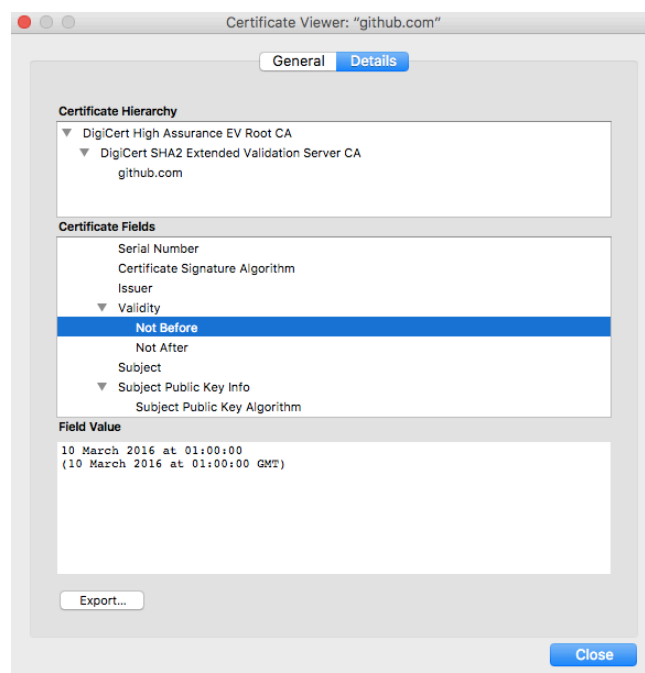 Certificate Viewer: “github.com”
General Details
Certificate Hierarchy
DigiCert High Assurance EV Root CA
DigiCert SHA2 Extended Validation Server CA
github.com
Certificate Fields
Serial Number
Certificate Signature Algorithm
Issuer
Validity
Not Before
Not After
Subject
Subject Public Key Info
Subject Public Key Algorithm
Field Value
10 March 2016 at 01:00:00
(10 March 2016 at 01:00:00 GMT)
Export...
Close